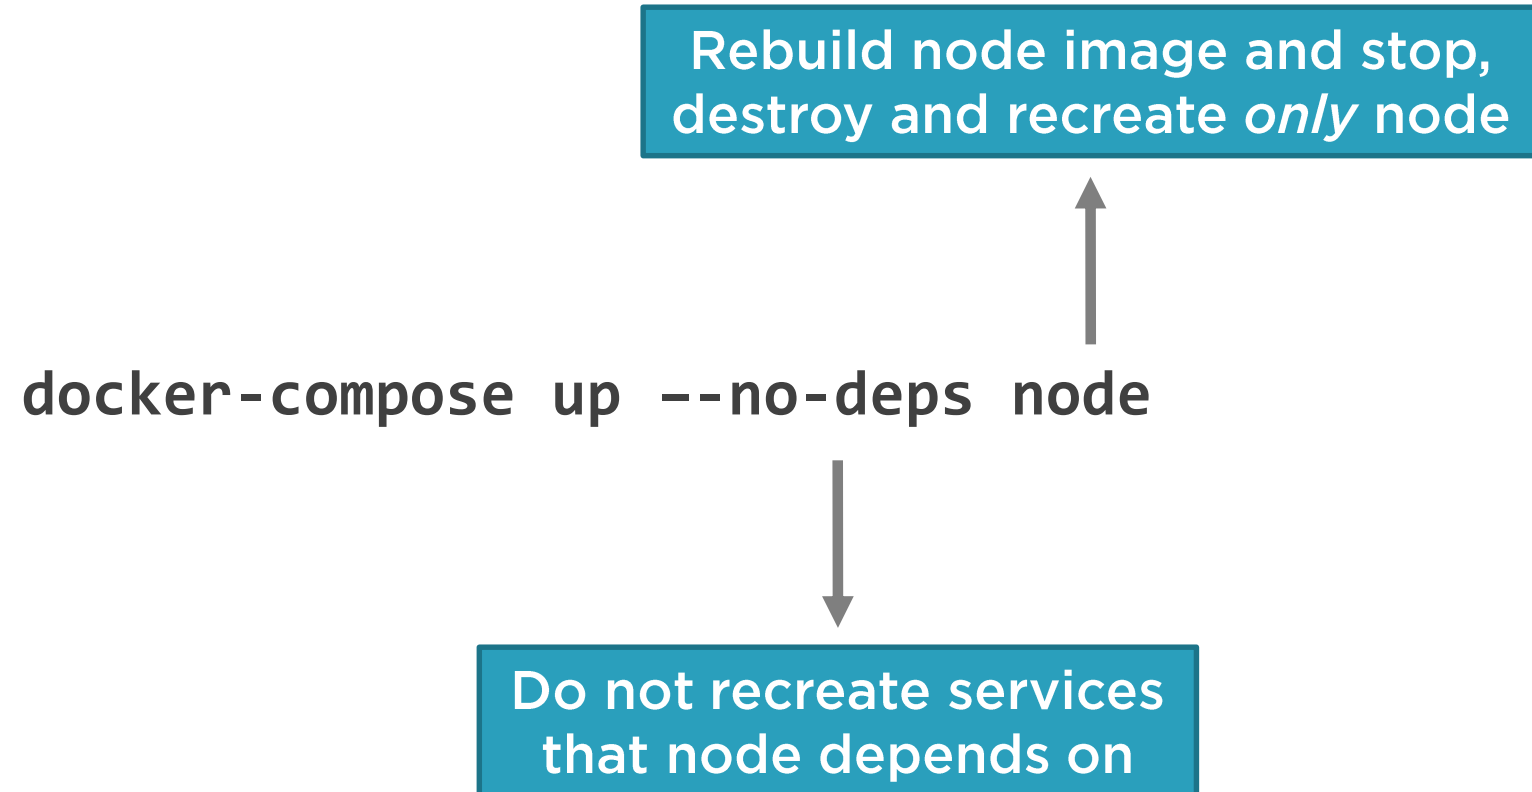 Rebuild node image and stop,
destroy and recreate only node
docker-compose up –-no-deps node
Do not recreate services
that node depends on